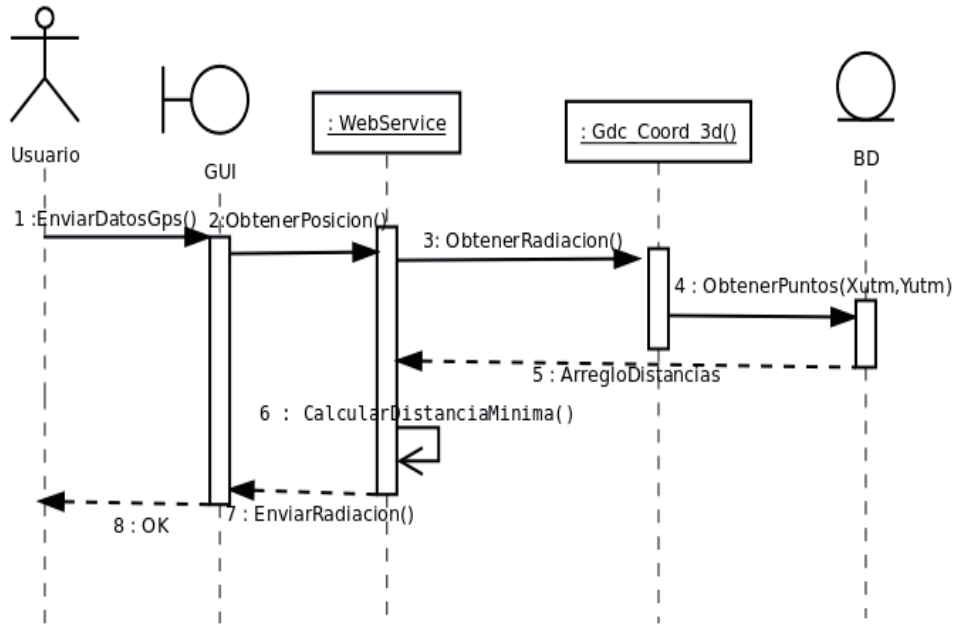 Usuario
GUI
: WebService
: Gdc_Coord_3d()
BD
1 :EnviarDatosGps()
2:ObtenerPosicion()
3: ObtenerRadiacion()
4 : ObtenerPuntos(Xutm,Yutm)
5 : ArregloDistancias
6 : CalcularDistanciaMinima()
7 : EnviarRadiacion()
8 : OK